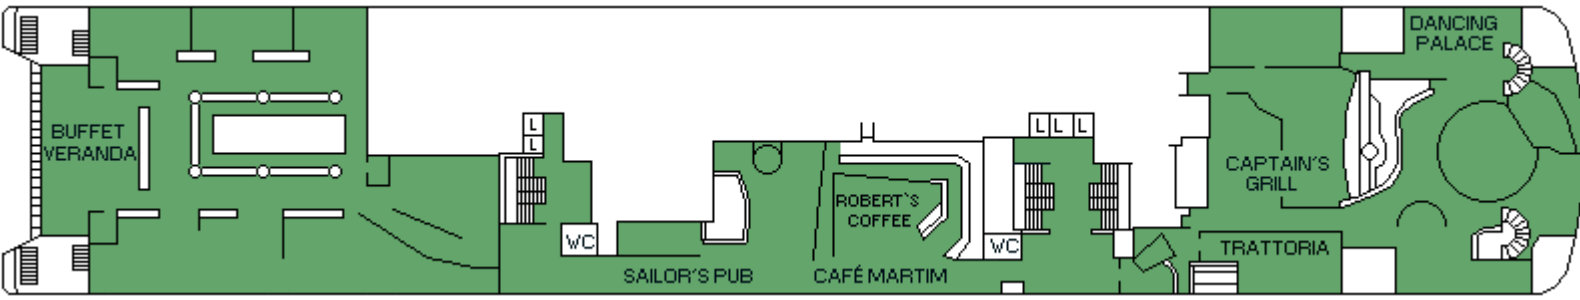 BUFFET
VERANDA
L
L
WC
SAILOR'S PUB
ROBERT`S
COFFEE
CAFÉ MARTIM
L L L
WC
CAPTAIN'S
GRILL
TRATTORIA
DANCING
PALACE